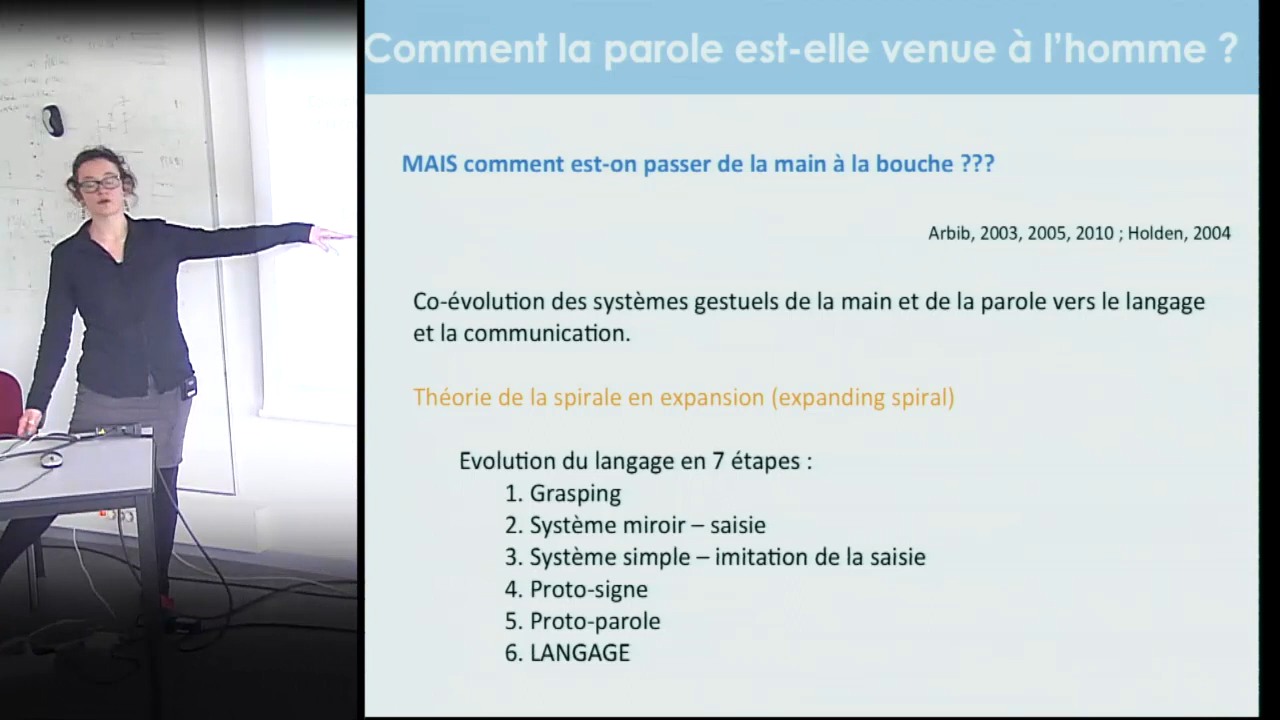 Comment la parole est-elle venue à l'homme ?
MAIS comment est-on passer de la main à la bouche ???
Arbib, 2003, 2005, 2010 ; Holden, 2004
Co-évolution des systèmes gestuels de la main et de la parole vers le langage
et la communication.
Théorie de la spirale en expansion (expanding spiral)
Evolution du langage en 7 étapes :
1. Grasping
2. Système miroir – saisie
3. Système simple – imitation de la saisie
4. Proto-signe
5. Proto-parole
6. LANGAGE